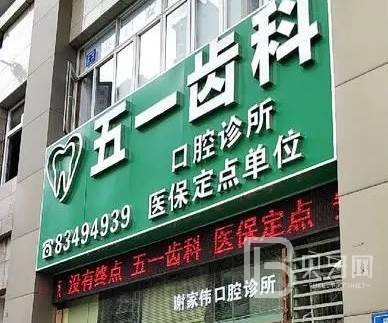 五一齿科
口腔诊所
☎83494939 医保定点单位
没有终点 五一齿科 医保定点
谢家伟口腔诊所